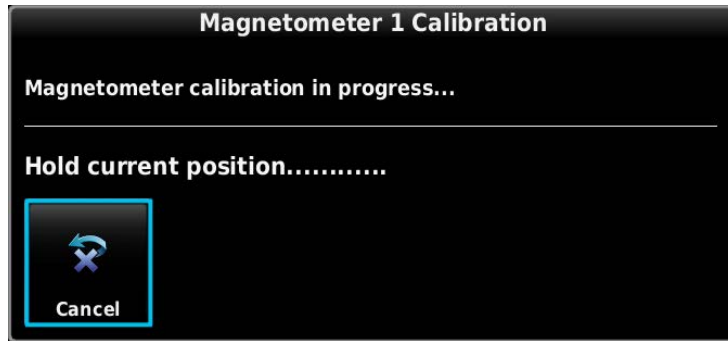 Magnetometer 1 Calibration
Magnetometer calibration in progress...
Hold current position............
Cancel